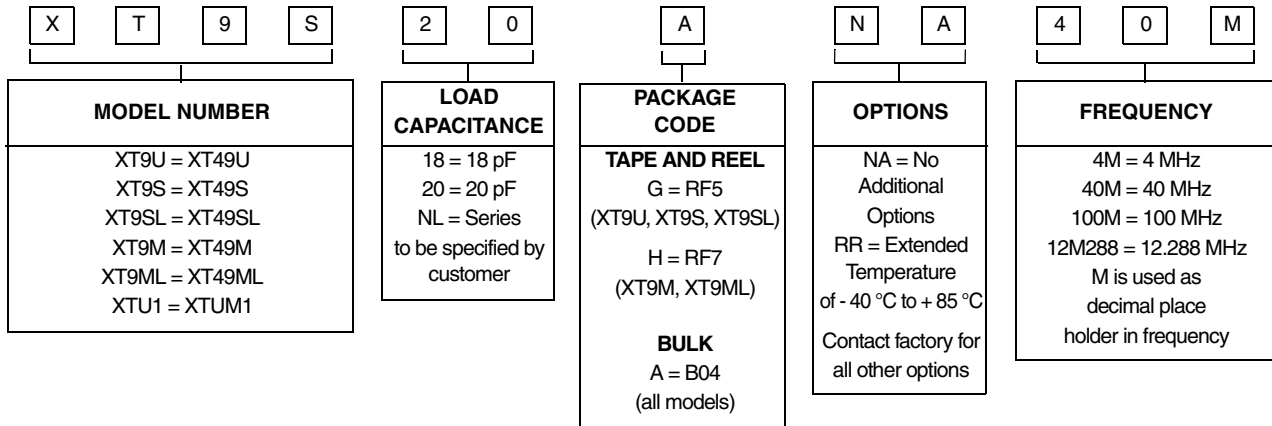 X T 9 S 2 0 A N A 4 0 M
MODEL NUMBER
XT9U = XT49U
XT9S = XT49S
XT9SL = XT49SL
XT9M = XT49M
XT9ML = XT49ML
XTU1 = XTUM1
LOAD
CAPACITANCE
18 = 18 pF
20 = 20 pF
NL = Series
to be specified by
customer
PACKAGE
CODE
TAPE AND REEL
G = RF5
(XT9U, XT9S, XT9SL)
H = RF7
(XT9M, XT9ML)
BULK
A = B04
(all models)
OPTIONS
NA = No
Additional
Options
RR = Extended
Temperature
of - 40 °C to + 85 °C
Contact factory for
all other options
FREQUENCY
4M = 4 MHz
40M = 40 MHz
100M = 100 MHz
12M288 = 12.288 MHz
M is used as
decimal place
holder in frequency